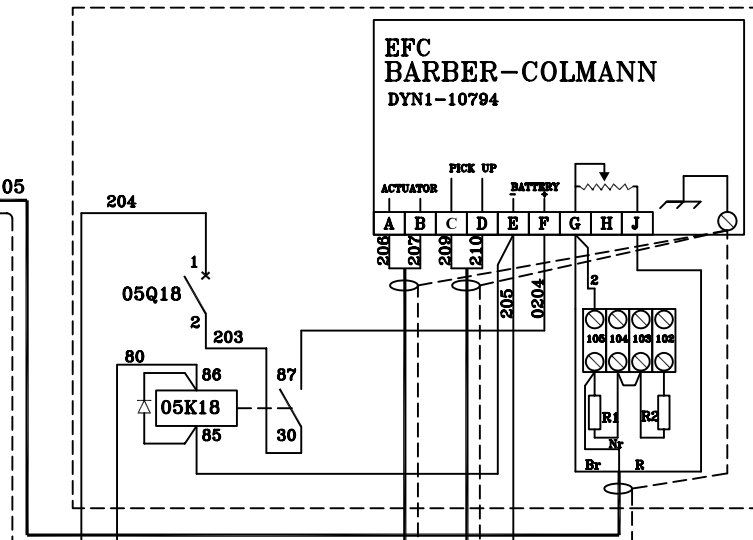 EFC
BARBER-COLMANN
DYN1-10794
PICK UP
ACTUATOR
- BATTERY +
A B C D E F G H J
05
204
206 207 209 210
205 0204
2
1
05Q18
2
203
105 104 103 102
80
86
87
05K18
85
30
R1 R2
Nr
Br R